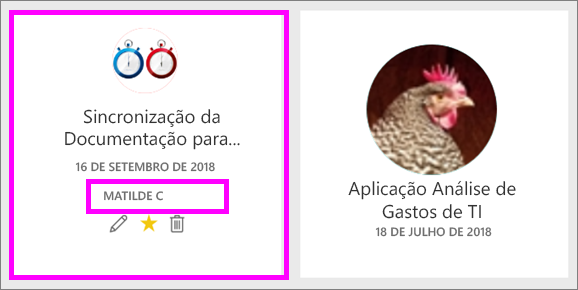 Sincronização da
Documentação para...
16 DE SETEMBRO DE 2018
MATILDE C
Aplicação Análise de
Gastos de TI
18 DE JULHO DE 2018